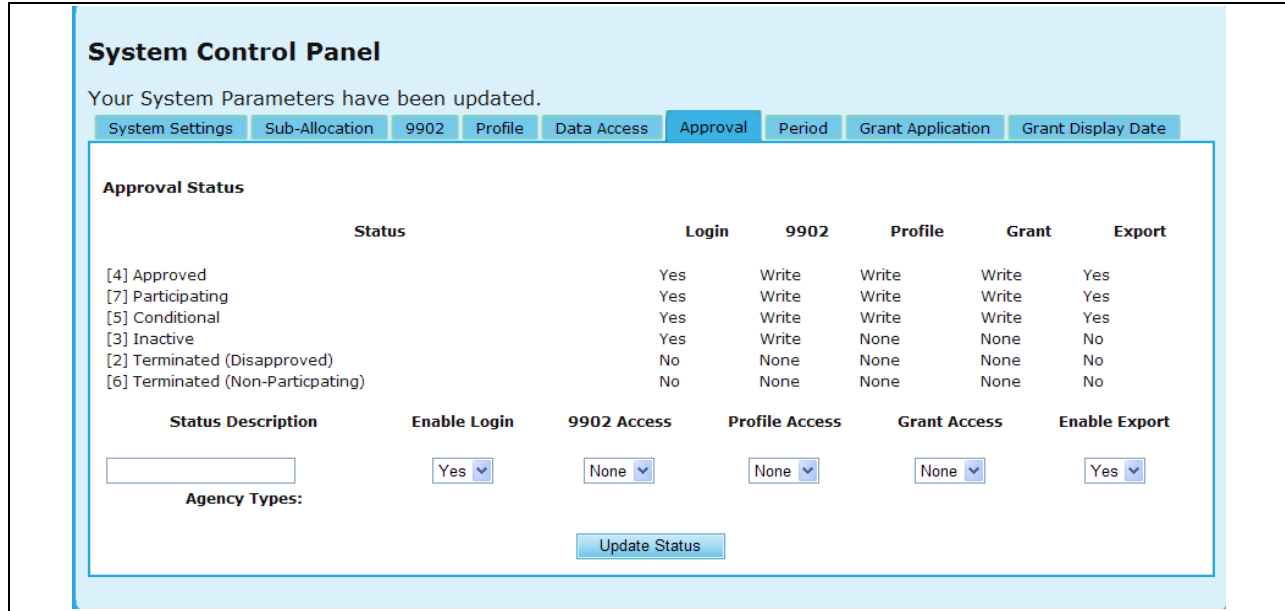 System Control Panel
Your System Parameters have been updated.
System Settings Sub-Allocation 9902 Profile Data Access Approval Period Grant Application Grant Display Date
Approval Status
Status Login 9902 Profile Grant Export
[4] Approved Yes Write Write Write Yes
[7] Participating Yes Write Write Write Yes
[5] Conditional Yes Write Write Write Yes
[3] Inactive Yes Write None None No
[2] Terminated (Disapproved) No None None None No
[6] Terminated (Non-Particpating) No None None None No
Status Description Enable Login 9902 Access Profile Access Grant Access Enable Export
Yes None None None Yes
Agency Types:
Update Status